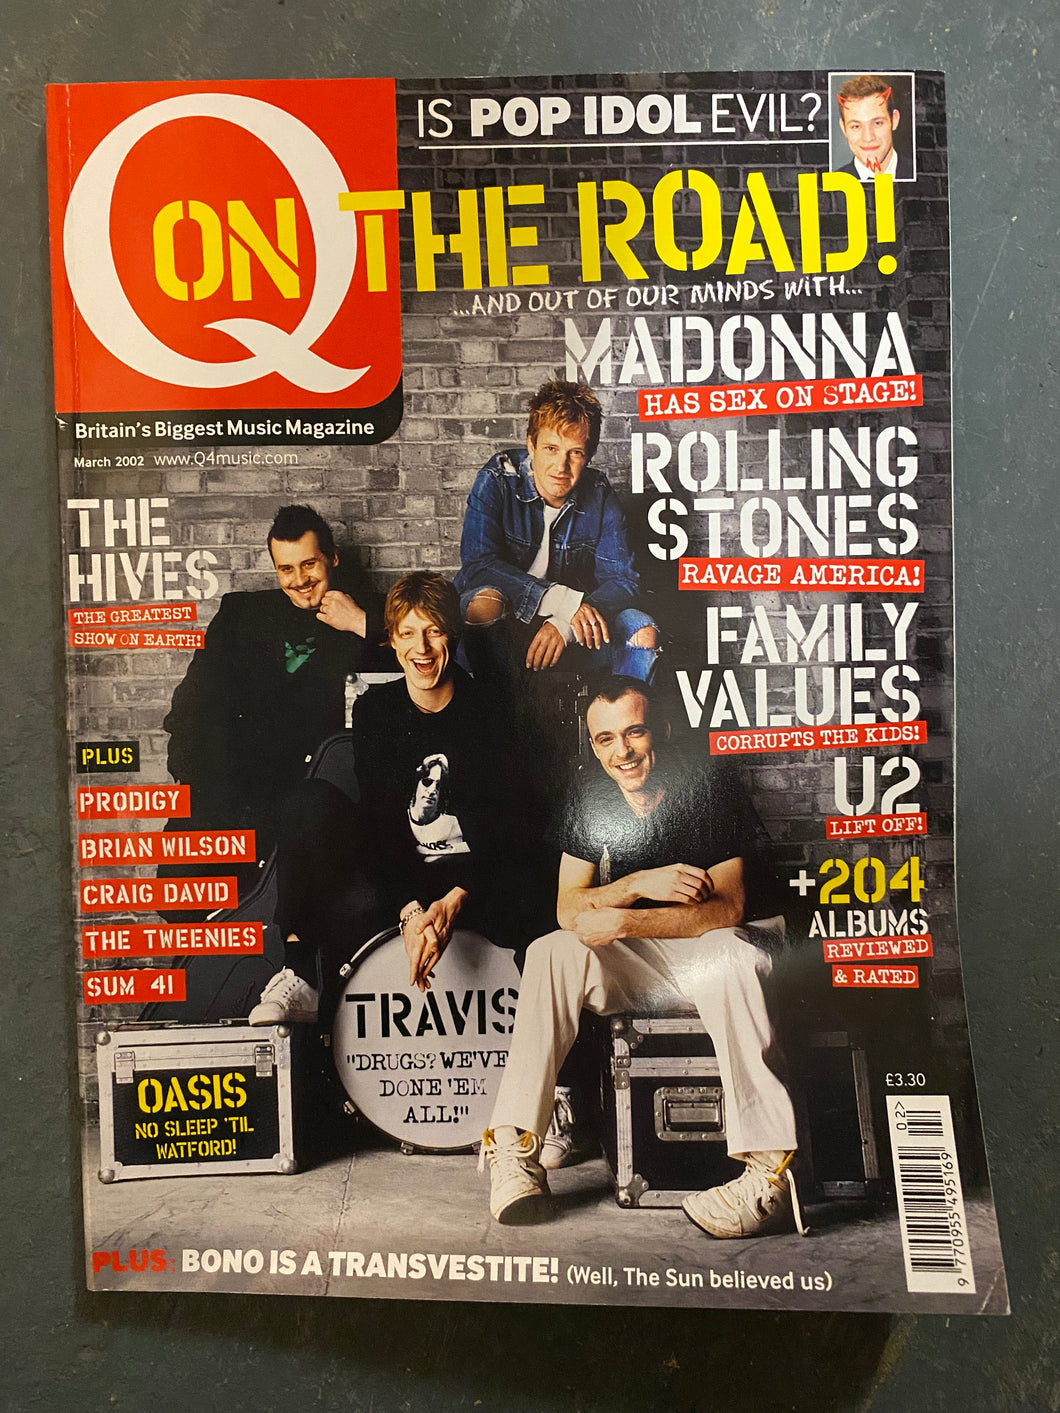 IS POP IDOL EVIL?
Q
ON THE ROAD!
...AND OUT OF OUR MINDS WITH...
MADONNA
HAS SEX ON STAGE!
Britain's Biggest Music Magazine
March 2002 www.Q4music.com
ROLLING
STONES
RAVAGE AMERICA!
THE
HIVES
THE GREATEST
SHOW ON EARTH!
FAMILY
VALUES
CORRUPTS THE KIDS!
U2
LIFT OFF!
PLUS
PRODIGY
BRIAN WILSON
CRAIG DAVID
THE TWEENIES
SUM 41
+204
ALBUMS
REVIEWED
& RATED
TRAVIS
"DRUGS? WE'VE
DONE 'EM
ALL!"
OASIS
NO SLEEP 'TIL
WATFORD!
£3.30
02>
9 770955 495169
PLUS: BONO IS A TRANSVESTITE! (Well, The Sun believed us)